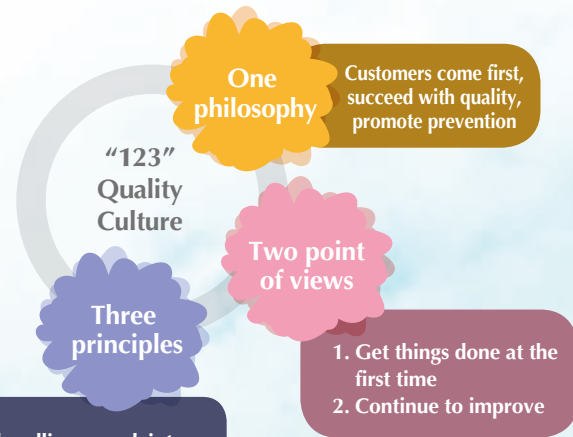 One
philosophy
Customers come first,
succeed with quality,
promote prevention
“123”
Quality
Culture
Two point
of views
Three
principles
1. Get things done at the
first time
2. Continue to improve